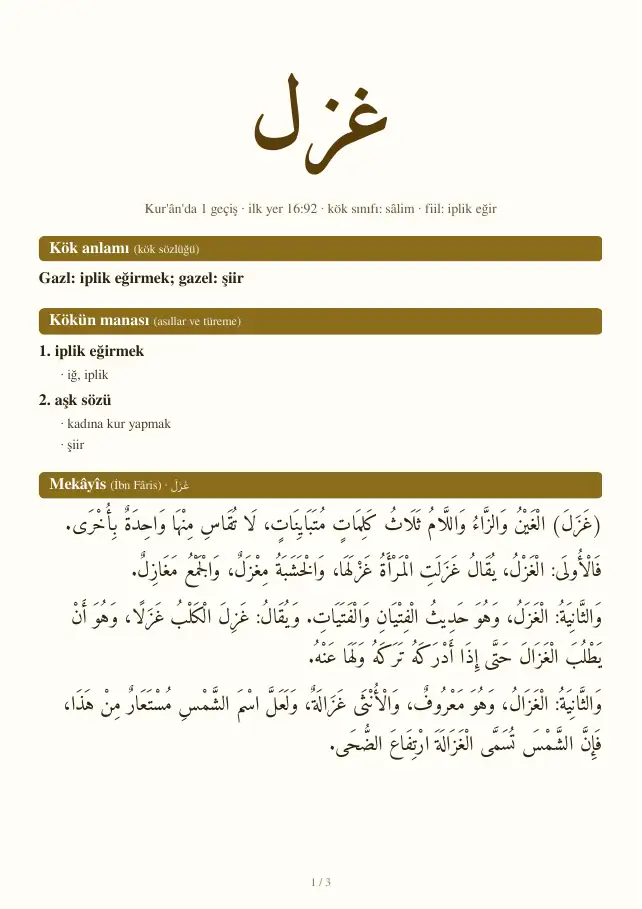 غزل
Kur'ân'da 1 geçiş · ilk yer 16:92 · kök sınıfı: sâlim · fiil: iplik eğir
Kök anlamı (kök sözlüğü)
Gazl: iplik eğirmek; gazel: şiir
Kökün manası (asıllar ve türeme)
1. iplik eğirmek
· iğ, iplik
2. aşk sözü
· kadına kur yapmak
· şiir
Mekâyîs (İbn Fâris) · غَزَلَ
(غَزَلَ) الْغَيْنُ وَالزَّاءُ وَاللَّامُ ثَلَاثُ كَلِمَاتٍ مُتَبَايِنَاتٍ، لَا تُقَاسِ مِنْهَا وَاحِدَةٌ بِأُخْرَى.
فَالْأُولَى: الْغَزْلُ، يُقَالُ غَزَلَتِ الْمَرْأَةُ غَزْلَهَا، وَالْخَشَبَةُ مِغْزَلٌ، وَالْجَمْعُ مَغَازِلٌ.
وَالثَّانِيَةُ: الْغَزَلُ، وَهُوَ حَدِيثُ الْفِتْيَانِ وَالْفَتَيَاتِ. وَيُقَالُ: غَزِلَ الْكَلْبُ غَزَلًا، وَهُوَ أَنْ
يَطْلُبَ الْغَزَالَ حَتَّى إِذَا أَدْرَكَهُ تَرَكَهُ وَلَهَا عَنْهُ.
وَالثَّانِيَةُ: الْغَزَالُ، وَهُوَ مَعْرُوفٌ، وَالْأُنْثَى غَزَالَةٌ، وَلَعَلَّ اسْمَ الشَّمْسِ مُسْتَعَارٌ مِنْ هَذَا،
فَإِنَّ الشَّمْسَ تُسَمَّى الْغَزَالَةَ ارْتِفَاعَ الضُّحَى.
1 / 3